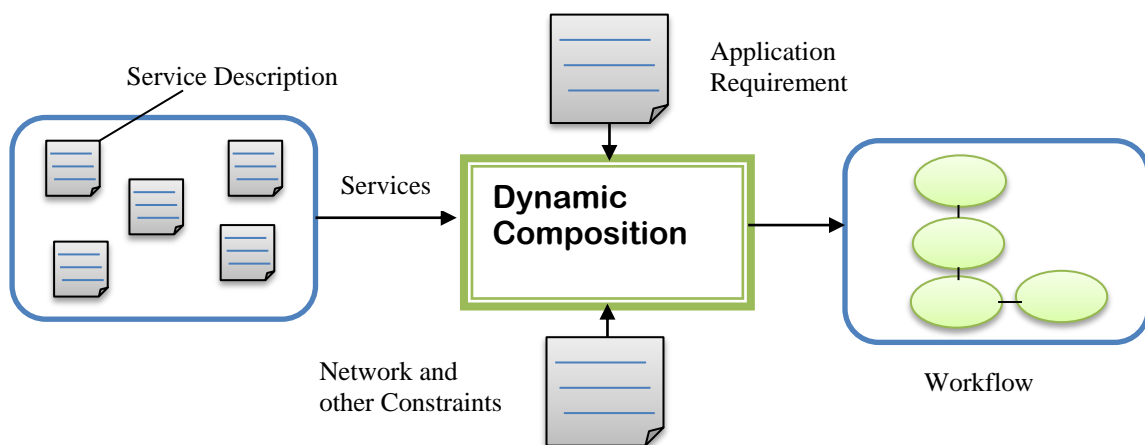 Service Description
Application
Requirement
Services
Dynamic
Composition
Network and
other Constraints
Workflow